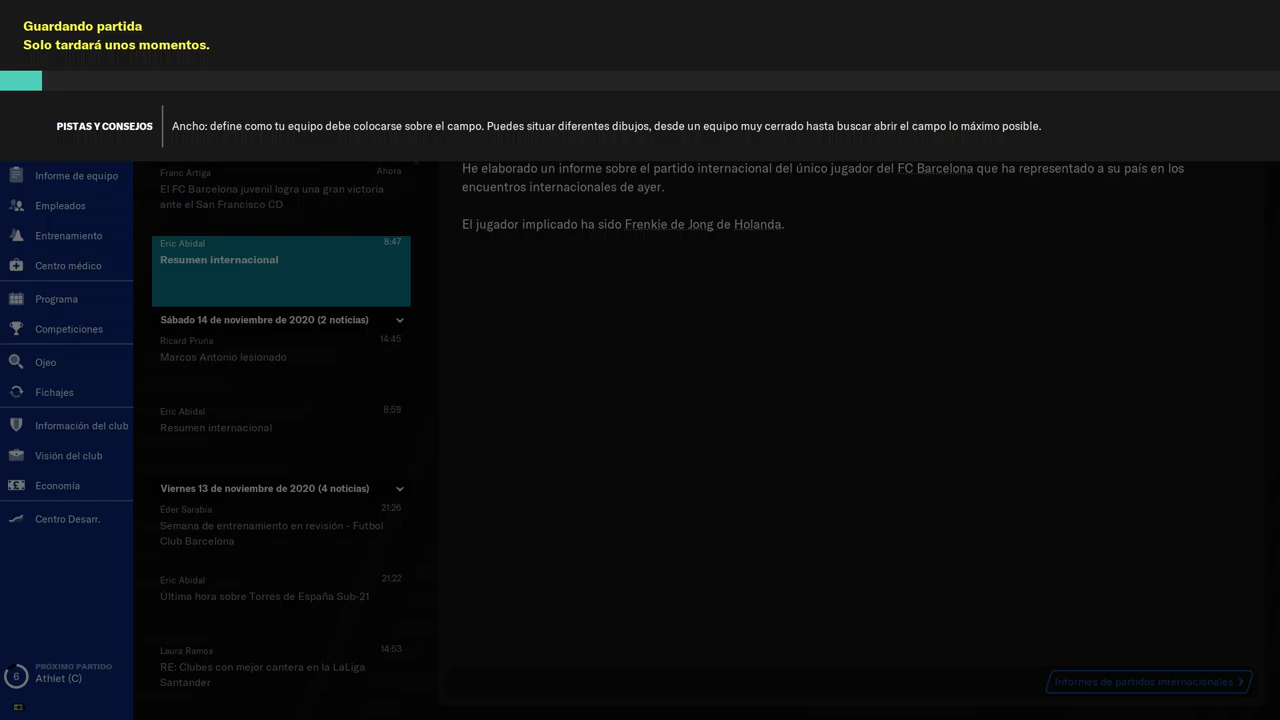 Guardando partida
Solo tardará unos momentos.
PISTAS Y CONSEJOS
Ancho: define como tu equipo debe colocarse sobre el campo. Puedes situar diferentes dibujos, desde un equipo muy cerrado hasta buscar abrir el campo lo máximo posible.
Informe de equipo
Empleados
Entrenamiento
Centro médico
Programa
Competiciones
Ojeo
Fichajes
Información del club
Visión del club
Economía
Centro Desarr.
PRÓXIMO PARTIDO
6
Athlet (C)
Franc Artiga
Ahora
El FC Barcelona juvenil logra una gran victoria
ante el San Francisco CD
Eric Abidal
8:47
Resumen internacional
Sábado 14 de noviembre de 2020 (2 noticias)
Ricard Pruna
14:45
Marcos Antonio lesionado
Eric Abidal
8:59
Resumen internacional
Viernes 13 de noviembre de 2020 (4 noticias)
Éder Sarabia
21:26
Semana de entrenamiento en revisión - Futbol
Club Barcelona
Eric Abidal
21:22
Última hora sobre Torres de España Sub-21
Laura Ramos
14:53
RE: Clubes con mejor cantera en la LaLiga
Santander
He elaborado un informe sobre el partido internacional del único jugador del FC Barcelona que ha representado a su país en los
encuentros internacionales de ayer.
El jugador implicado ha sido Frenkie de Jong de Holanda.
Informes de partidos internacionales